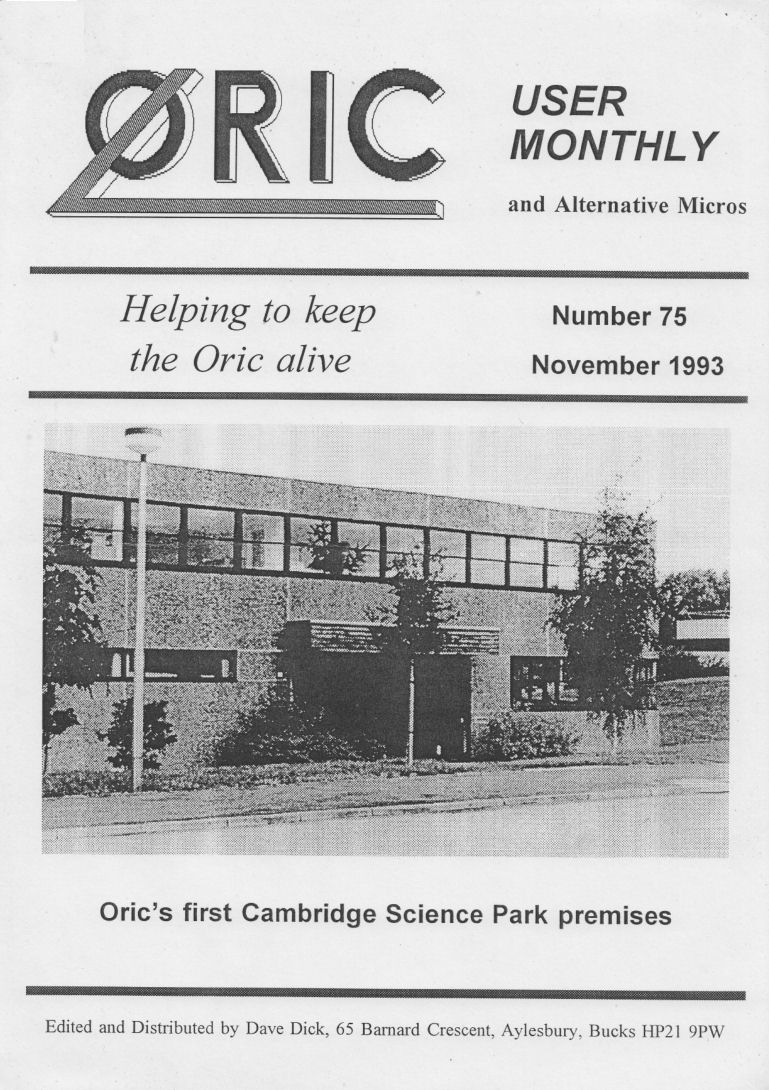 ORIC
USER
MONTHLY
and Alternative Micros
Helping to keep
the Oric alive
Number 75
November 1993
Oric's first Cambridge Science Park premises
Edited and Distributed by Dave Dick, 65 Barnard Crescent, Aylesbury, Bucks HP21 9PW